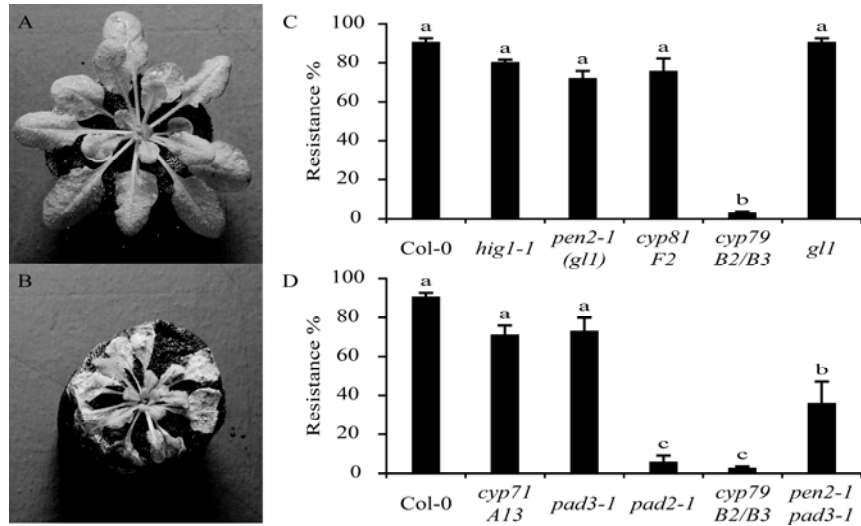 A
B
C
Resistance %
100
80
60
40
20
0
a
a
a
a
b
a
Col-0
hig1-1
pen2-1
(gl1)
cyp81
F2
cyp79
B2/B3
gl1
D
Resistance %
100
80
60
40
20
0
a
a
a
c
c
b
Col-0
cyp71
A13
pad3-1
pad2-1
cyp79
B2/B3
pen2-1
pad3-1